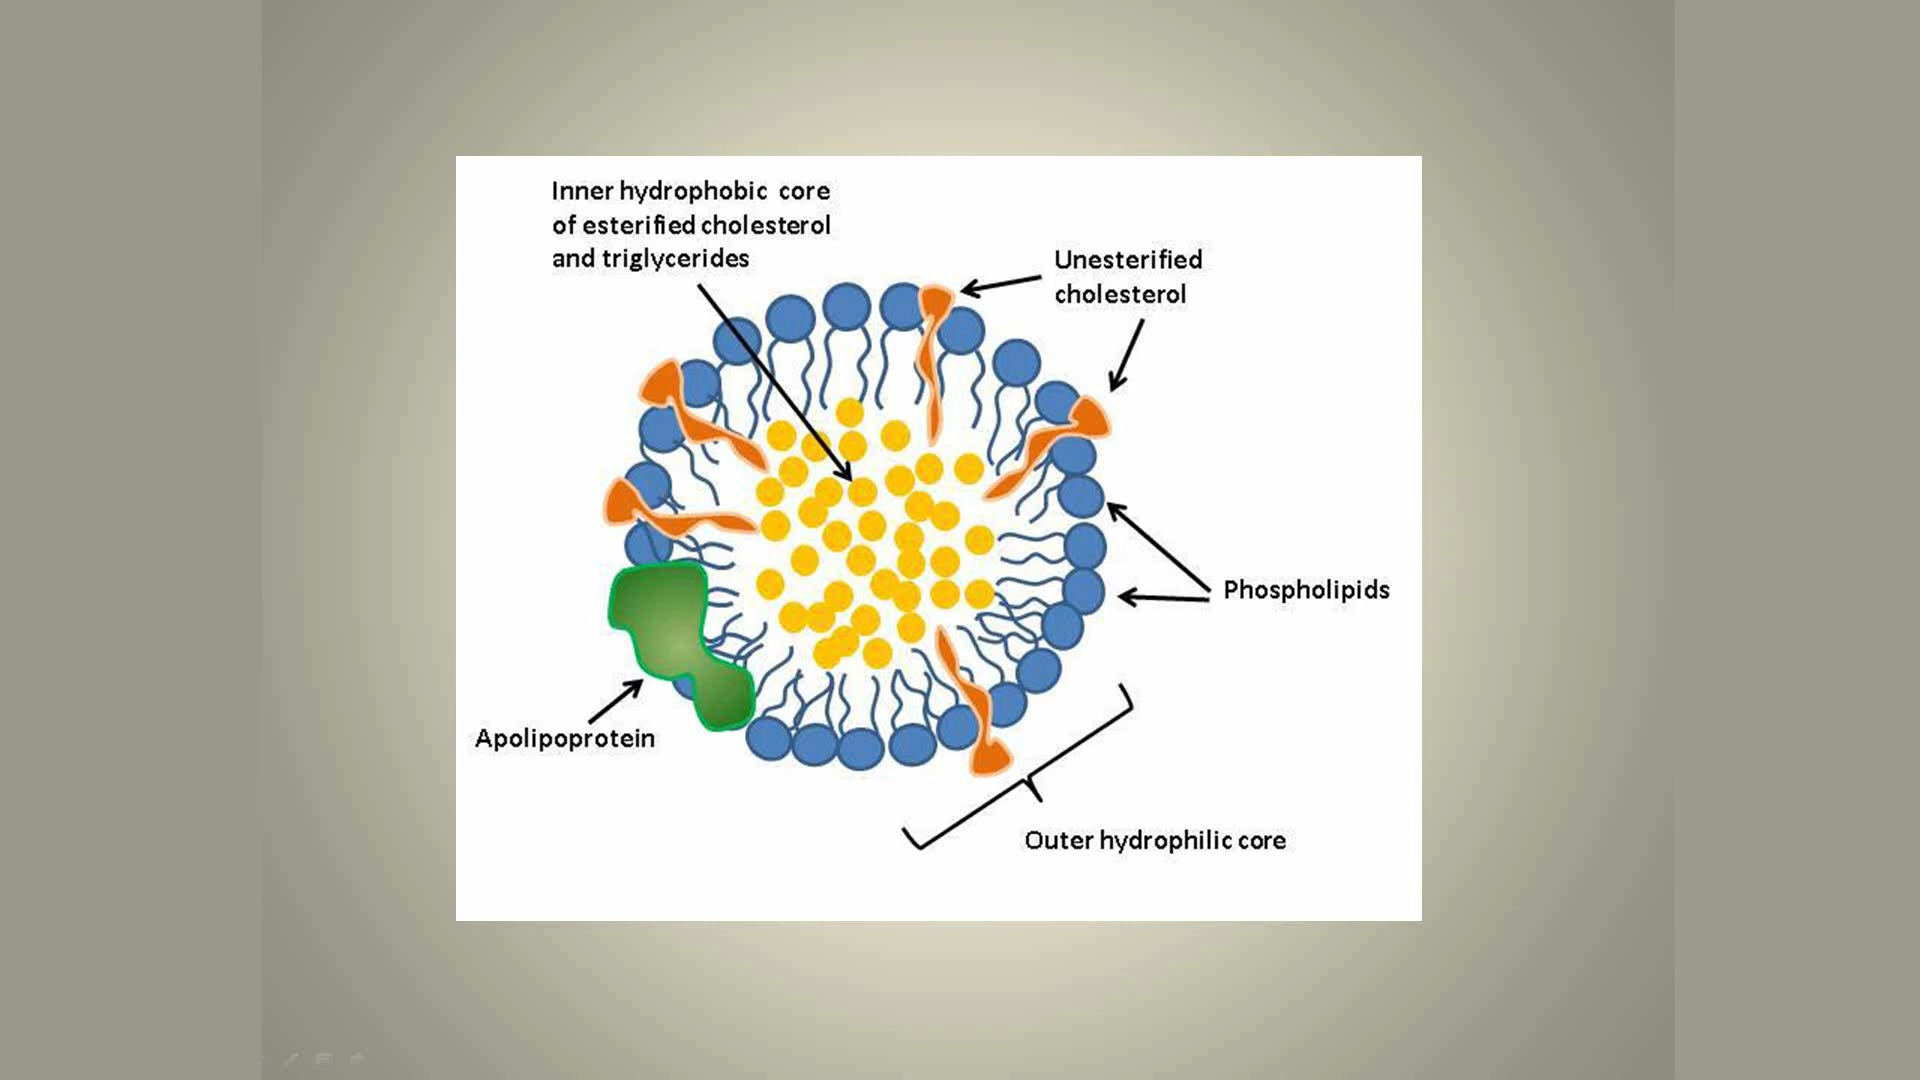 Inner hydrophobic core
of esterified cholesterol
and triglycerides
Unesterified
cholesterol
Phospholipids
Apolipoprotein
Outer hydrophilic core